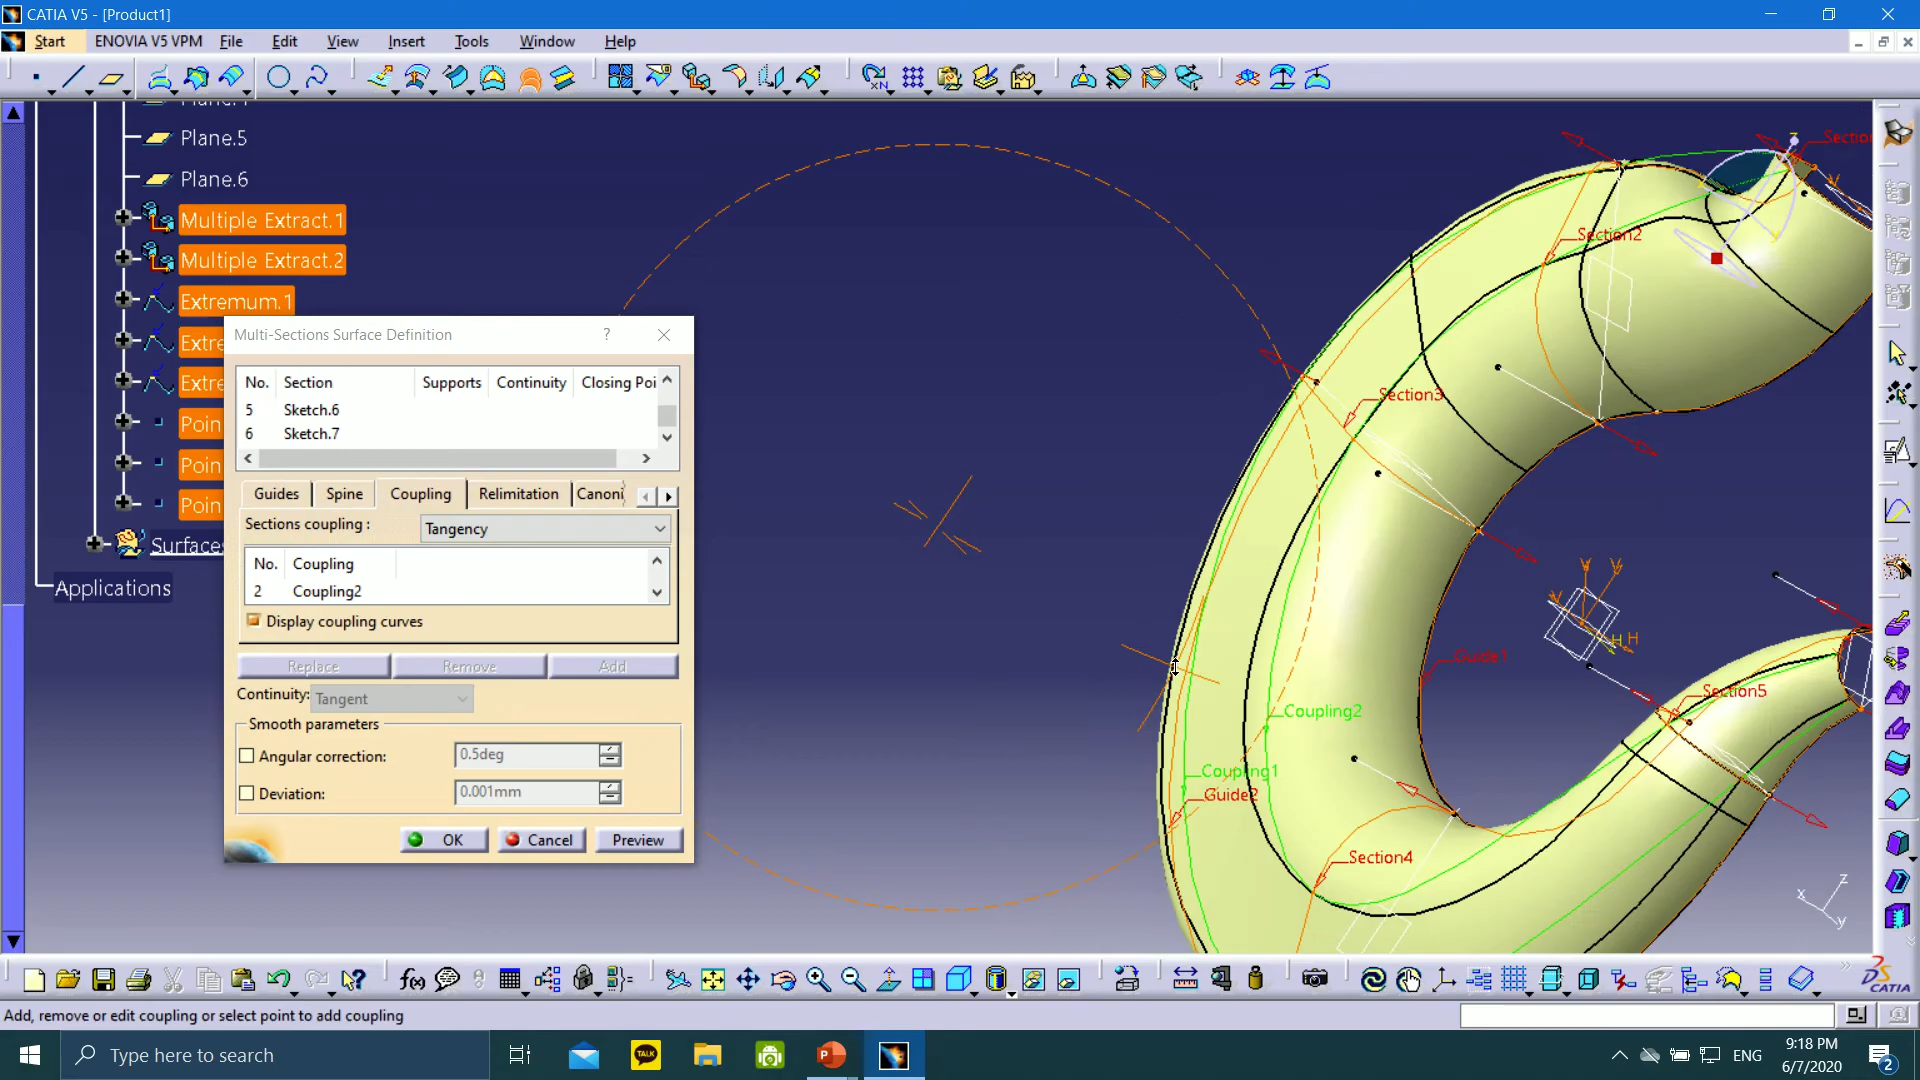 CATIA V5 - [Product1]
Start ENOVIA V5 VPM File Edit View Insert Tools Window Help
Plane.5
Plane.6
Multiple Extract.1
Multiple Extract.2
Extremum.1
Extre
Extre
Poin
Poin
Poin
Surfaces
Applications
Multi-Sections Surface Definition ?
No. Section Supports Continuity Closing Poi
5 Sketch.6
6 Sketch.7
Guides Spine Coupling Relimitation Canoni
Sections coupling : Tangency
No. Coupling
2 Coupling2
Display coupling curves
Replace Remove Add
Continuity: Tangent
Smooth parameters
Angular correction: 0.5deg
Deviation: 0.001mm
OK Cancel Preview
Section
Section2
Section3
Guide1
Section5
Coupling2
Coupling1
Guide2
Section4
z
V
V
V
V
H
H
x
z
y
f(x)
CATIA
Add, remove or edit coupling or select point to add coupling
Type here to search
TALK
ENG
9:18 PM
6/7/2020
2